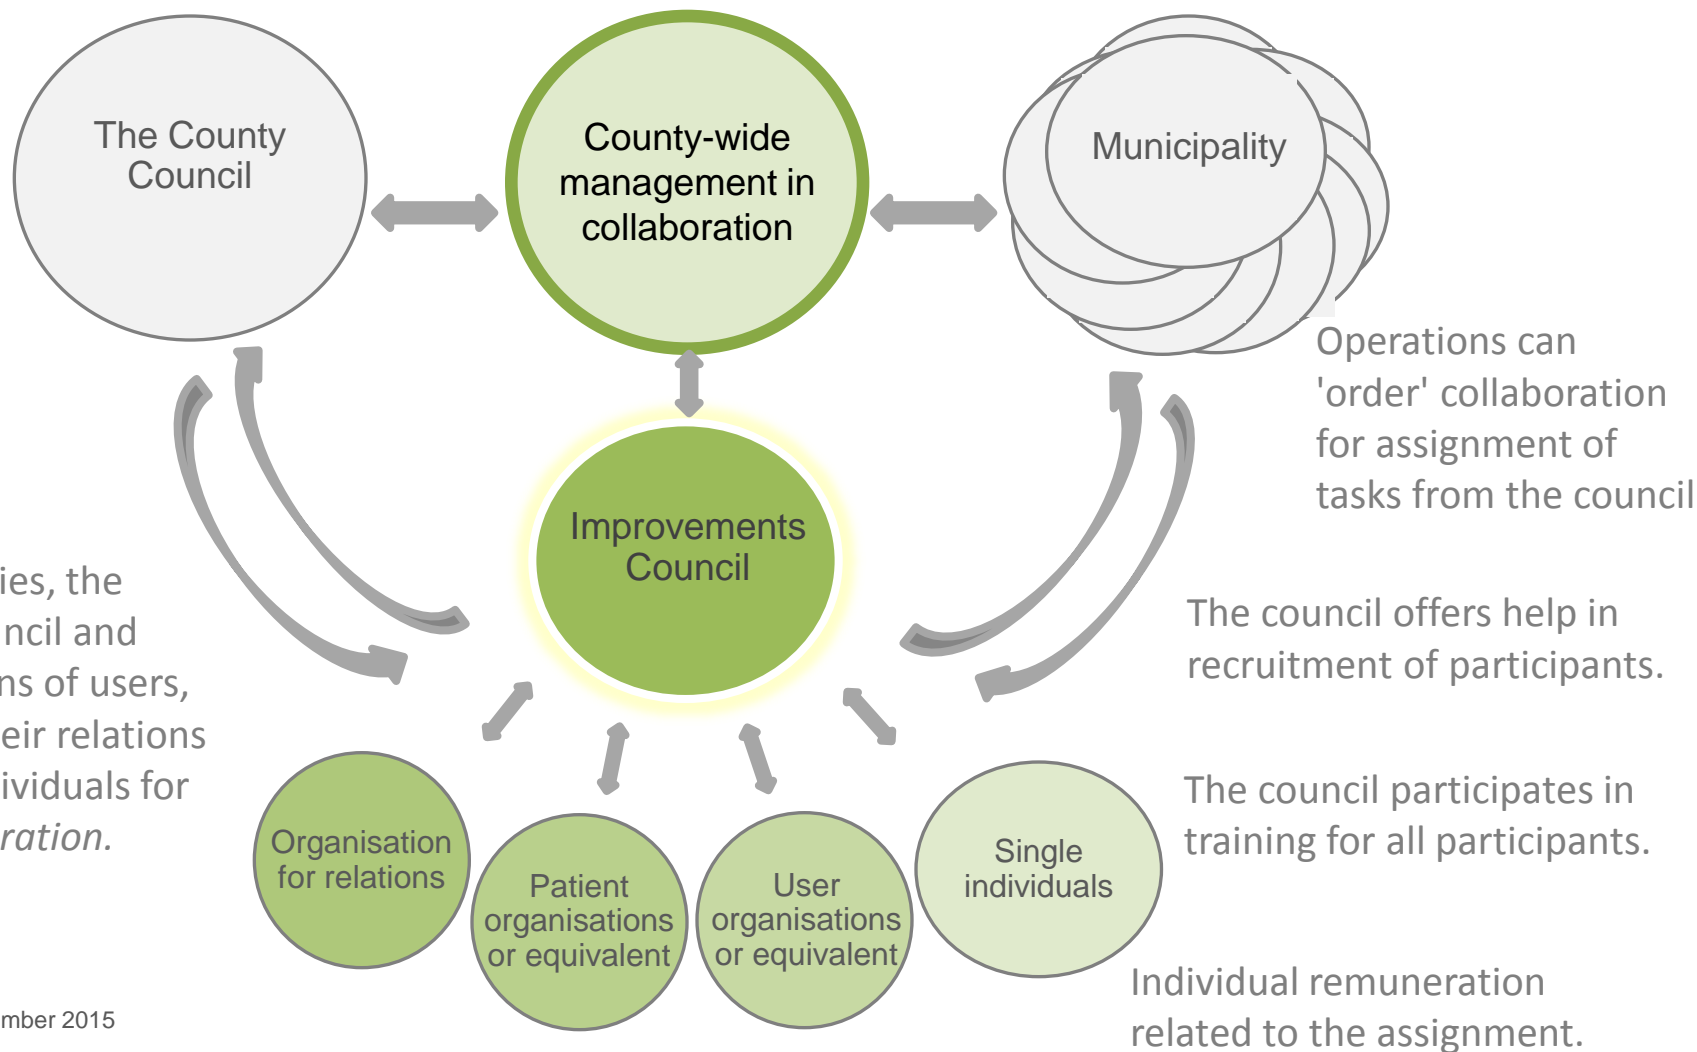 The County
Council
County-wide
management in
collaboration
Municipality
Operations can
'order' collaboration
for assignment of
tasks from the council
Improvements
Council
ies, the
ncil and
ns of users,
eir relations
ividuals for
ration.
The council offers help in
recruitment of participants.
The council participates in
training for all participants.
Organisation
for relations
Patient
organisations
or equivalent
User
organisations
or equivalent
Single
individuals
Individual remuneration
related to the assignment.
mber 2015